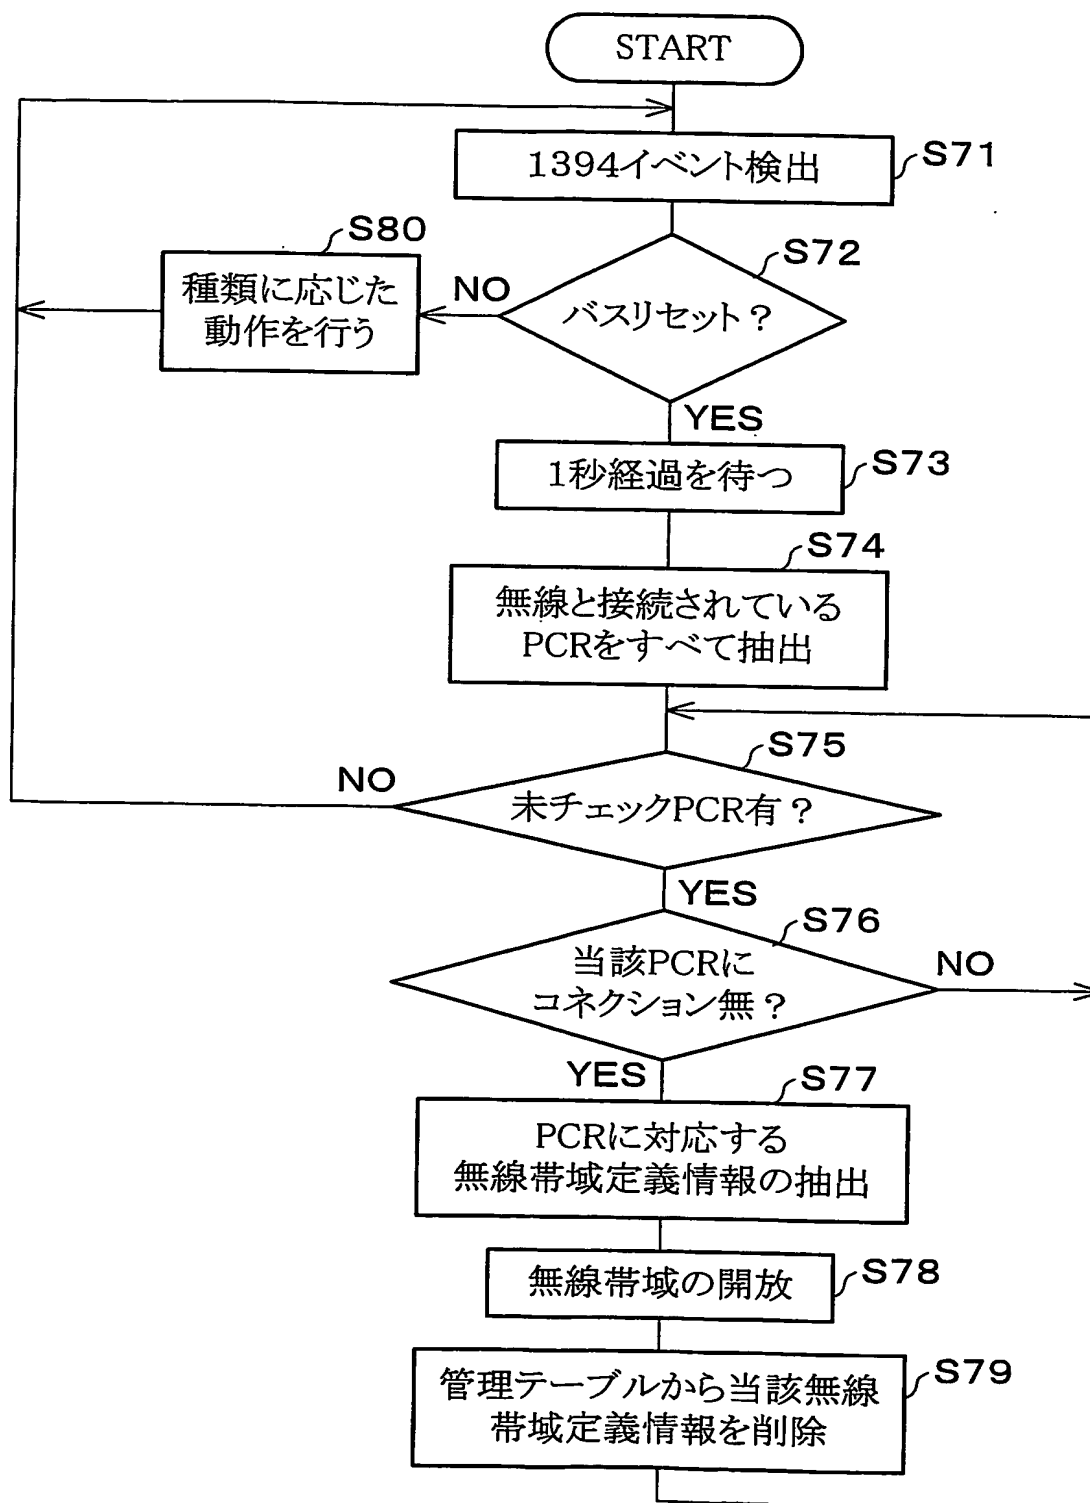 START
1394イベント検出
S71
S80
種類に応じた
動作を行う
NO
S72
バスリセット?
YES
1秒経過を待つ
S73
S74
無線と接続されている
PCRをすべて抽出
S75
NO
未チェックPCR有?
YES
S76
当該PCRに
コネクション無?
NO
YES
S77
PCRに対応する
無線帯域定義情報の抽出
無線帯域の開放
S78
S79
管理テーブルから当該無線
帯域定義情報を削除